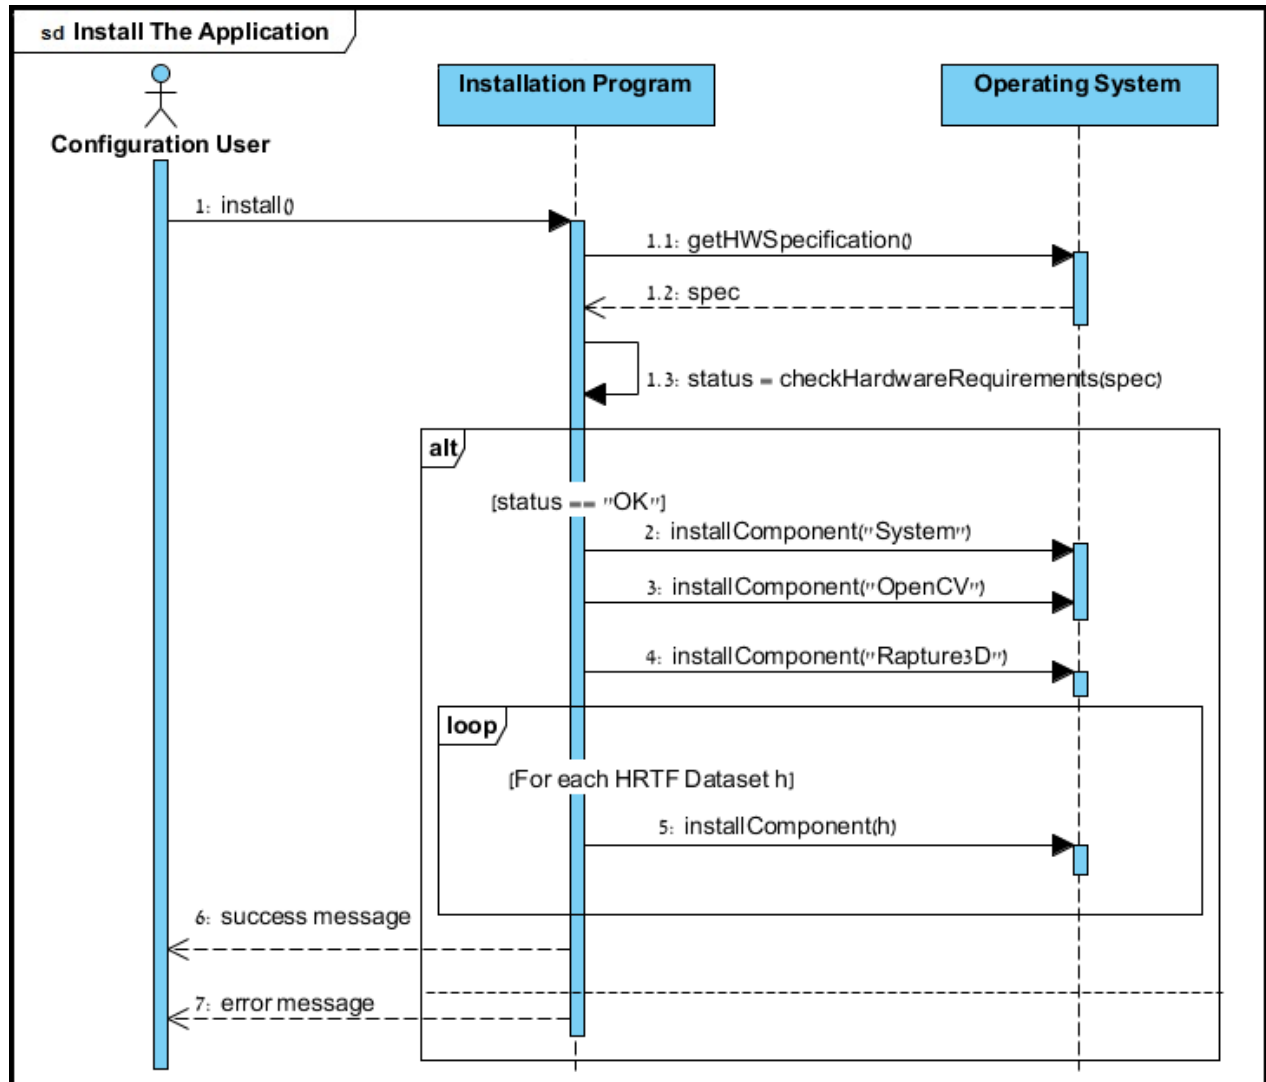 sd Install The Application
Installation Program
Operating System
Configuration User
1: install()
1.1: getHWSpecification()
1.2: spec
1.3: status = checkHardwareRequirements(spec)
alt
[status == "OK"]
2: installComponent("System")
3: installComponent("OpenCV")
4: installComponent("Rapture3D")
loop
[For each HRTF Dataset h]
5: installComponent(h)
6: success message
7: error message